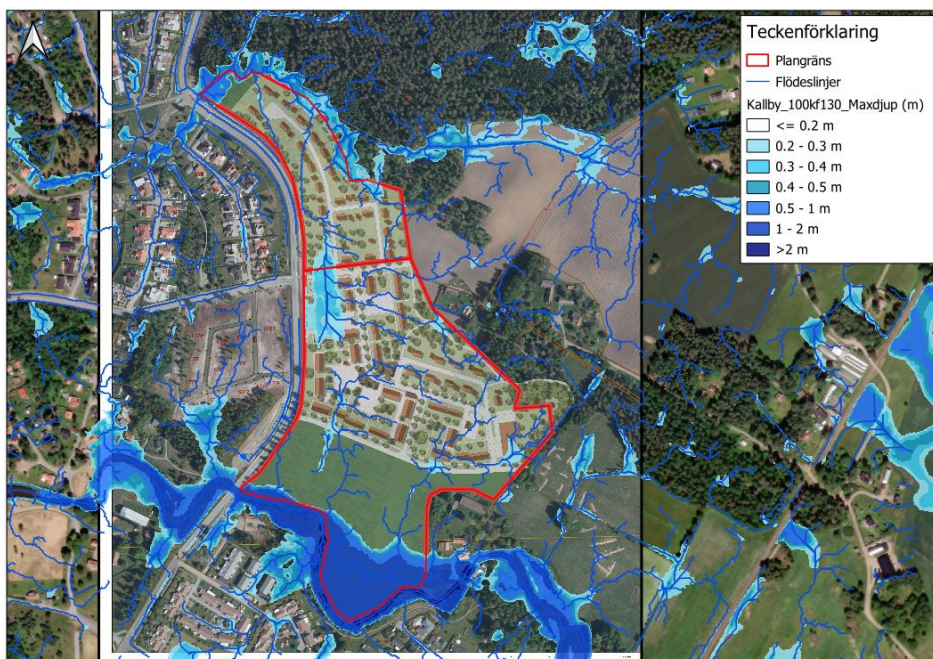 Teckenförklaring
Plangräns
Flödeslinjer
Kallby_100kf130_Maxdjup (m)
<= 0.2 m
0.2 - 0.3 m
0.3 - 0.4 m
0.4 - 0.5 m
0.5 - 1 m
1 - 2 m
>2 m